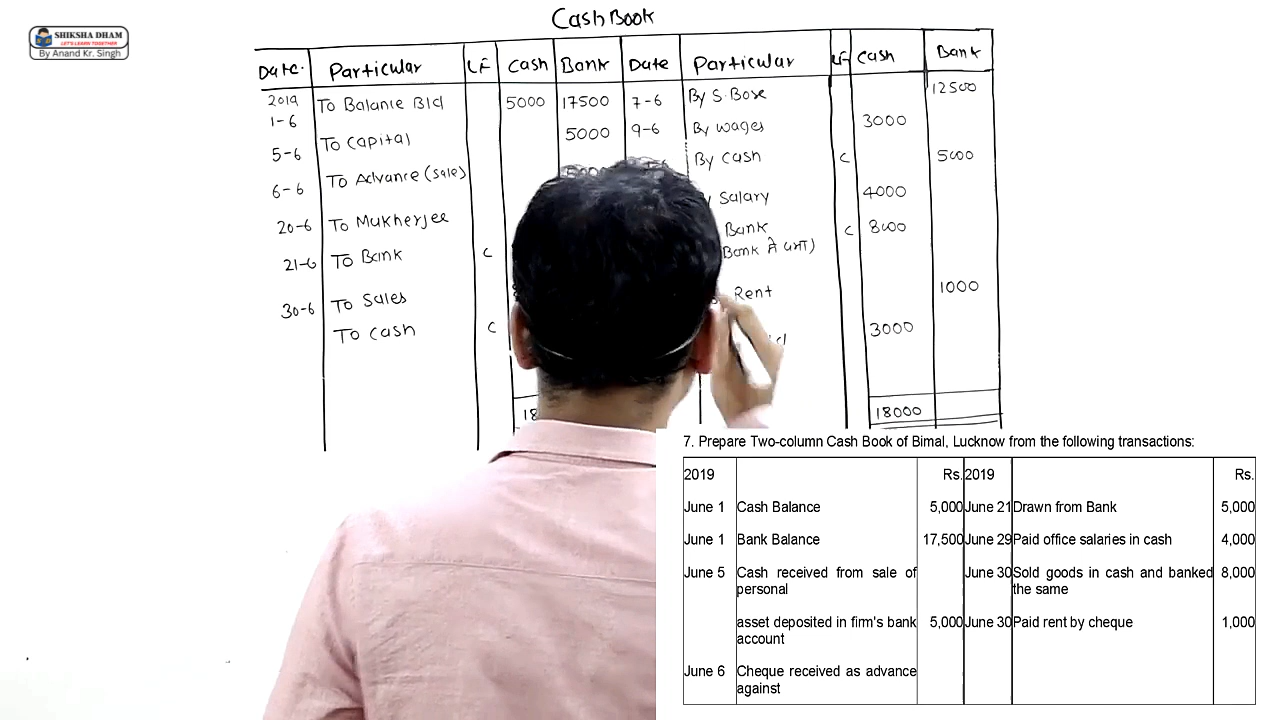 SHIKSHA DHAM
LET'S LEARN TOGETHER
By Anand Kr. Singh
Cash Book
Date. Particular LF Cash Bank Date Particular LF Cash Bank
2019 To Balanie Bld 5000 17500 7-6 By S. Bose 12500
1-6
5-6 To Capital 5000 9-6 By wages 3000
6-6 To Advance (sale) By Cash C 5000
20-6 To Mukherjee Salary 4000
21-6 To Bank C Bank C 8000
30-6 To Sales Rent 1000
To Cash C 3000
18000
7. Prepare Two-column Cash Book of Bimal, Lucknow from the following transactions:
2019 Rs. 2019 Rs.
June 1 Cash Balance 5,000 June 21 Drawn from Bank 5,000
June 1 Bank Balance 17,500 June 29 Paid office salaries in cash 4,000
June 5 Cash received from sale of June 30 Sold goods in cash and banked 8,000
personal the same
asset deposited in firm's bank 5,000 June 30 Paid rent by cheque 1,000
account
June 6 Cheque received as advance
against